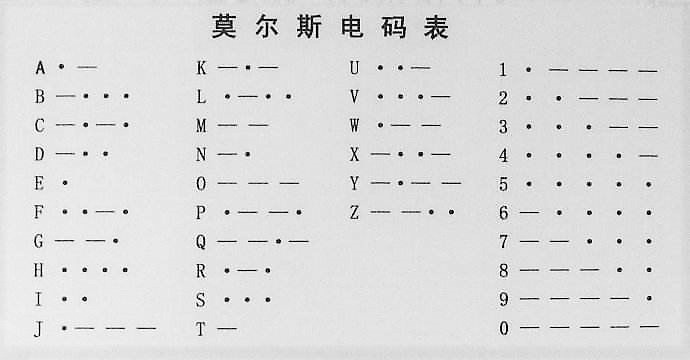 莫尔斯电码表
A •— K —•— U ••— 1 •————
B —••• L •—•• V •••— 2 ••———
C —•—• M —— W •—— 3 •••——
D —•• N —• X —••— 4 ••••—
E • O ——— Y —•—— 5 •••••
F ••—• P •——• Z ——•• 6 —••••
G ——• Q ——•— 7 ——•••
H •••• R •—• 8 ———••
I •• S ••• 9 ————•
J •——— T — 0 —————